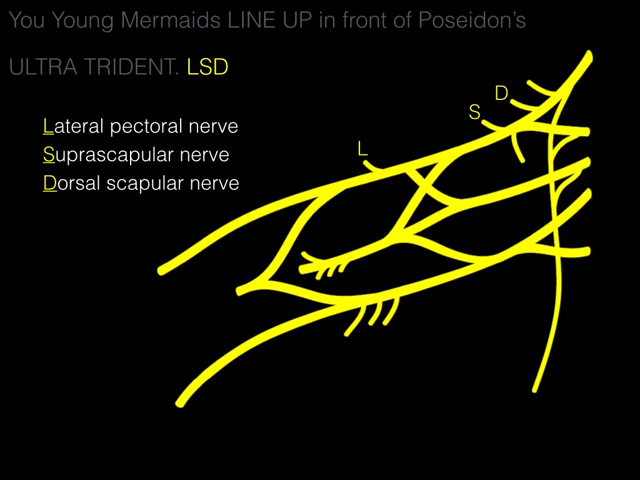 You Young Mermaids LINE UP in front of Poseidon’s
ULTRA TRIDENT. LSD
D
S
Lateral pectoral nerve
L
Suprascapular nerve
Dorsal scapular nerve